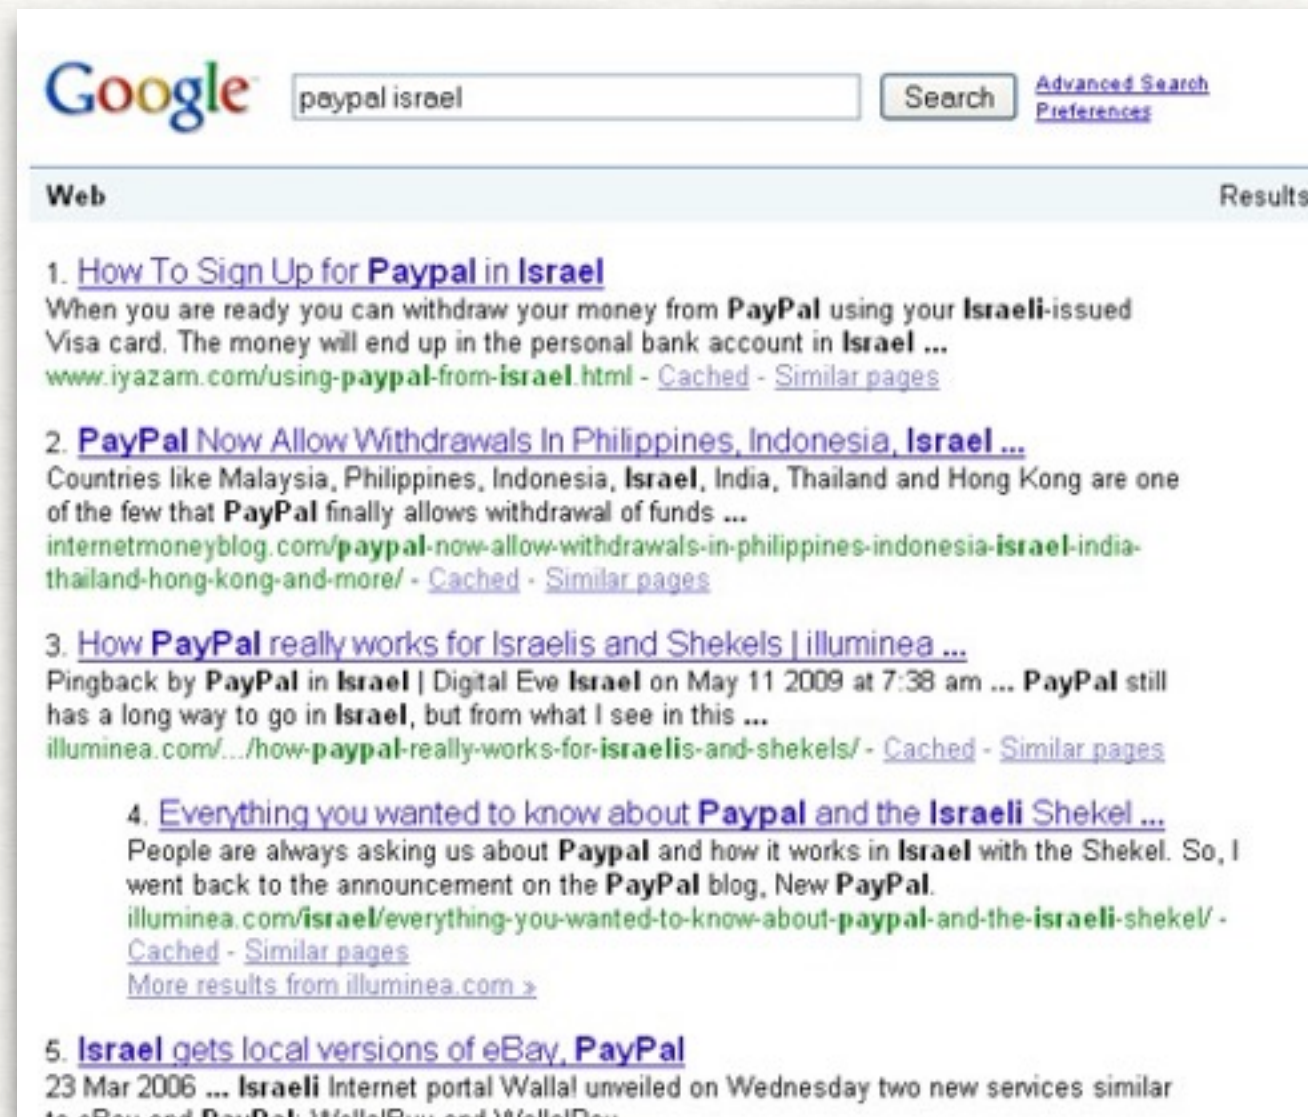 Google
paypal israel
Search
Advanced Search
Preferences
Web
Results
1. How To Sign Up for Paypal in Israel
When you are ready you can withdraw your money from PayPal using your Israeli-issued
Visa card. The money will end up in the personal bank account in Israel ...
www.iyazam.com/using-paypal-from-israel.html - Cached - Similar pages
2. PayPal Now Allow Withdrawals In Philippines, Indonesia, Israel ...
Countries like Malaysia, Philippines, Indonesia, Israel, India, Thailand and Hong Kong are one
of the few that PayPal finally allows withdrawal of funds ...
internetmoneyblog.com/paypal-now-allow-withdrawals-in-philippines-indonesia-israel-india-
thailand-hong-kong-and-more/ - Cached - Similar pages
3. How PayPal really works for Israelis and Shekels | illuminea ...
Pingback by PayPal in Israel | Digital Eve Israel on May 11 2009 at 7:38 am ... PayPal still
has a long way to go in Israel, but from what I see in this ...
illuminea.com/.../how-paypal-really-works-for-israelis-and-shekels/ - Cached - Similar pages
4. Everything you wanted to know about Paypal and the Israeli Shekel ...
People are always asking us about Paypal and how it works in Israel with the Shekel. So, I
went back to the announcement on the PayPal blog, New PayPal.
illuminea.com/israel/everything-you-wanted-to-know-about-paypal-and-the-israeli-shekel/ -
Cached - Similar pages
More results from illuminea.com »
5. Israel gets local versions of eBay, PayPal
23 Mar 2006 ... Israeli Internet portal Walla! unveiled on Wednesday two new services similar
to eBay and PayPal: